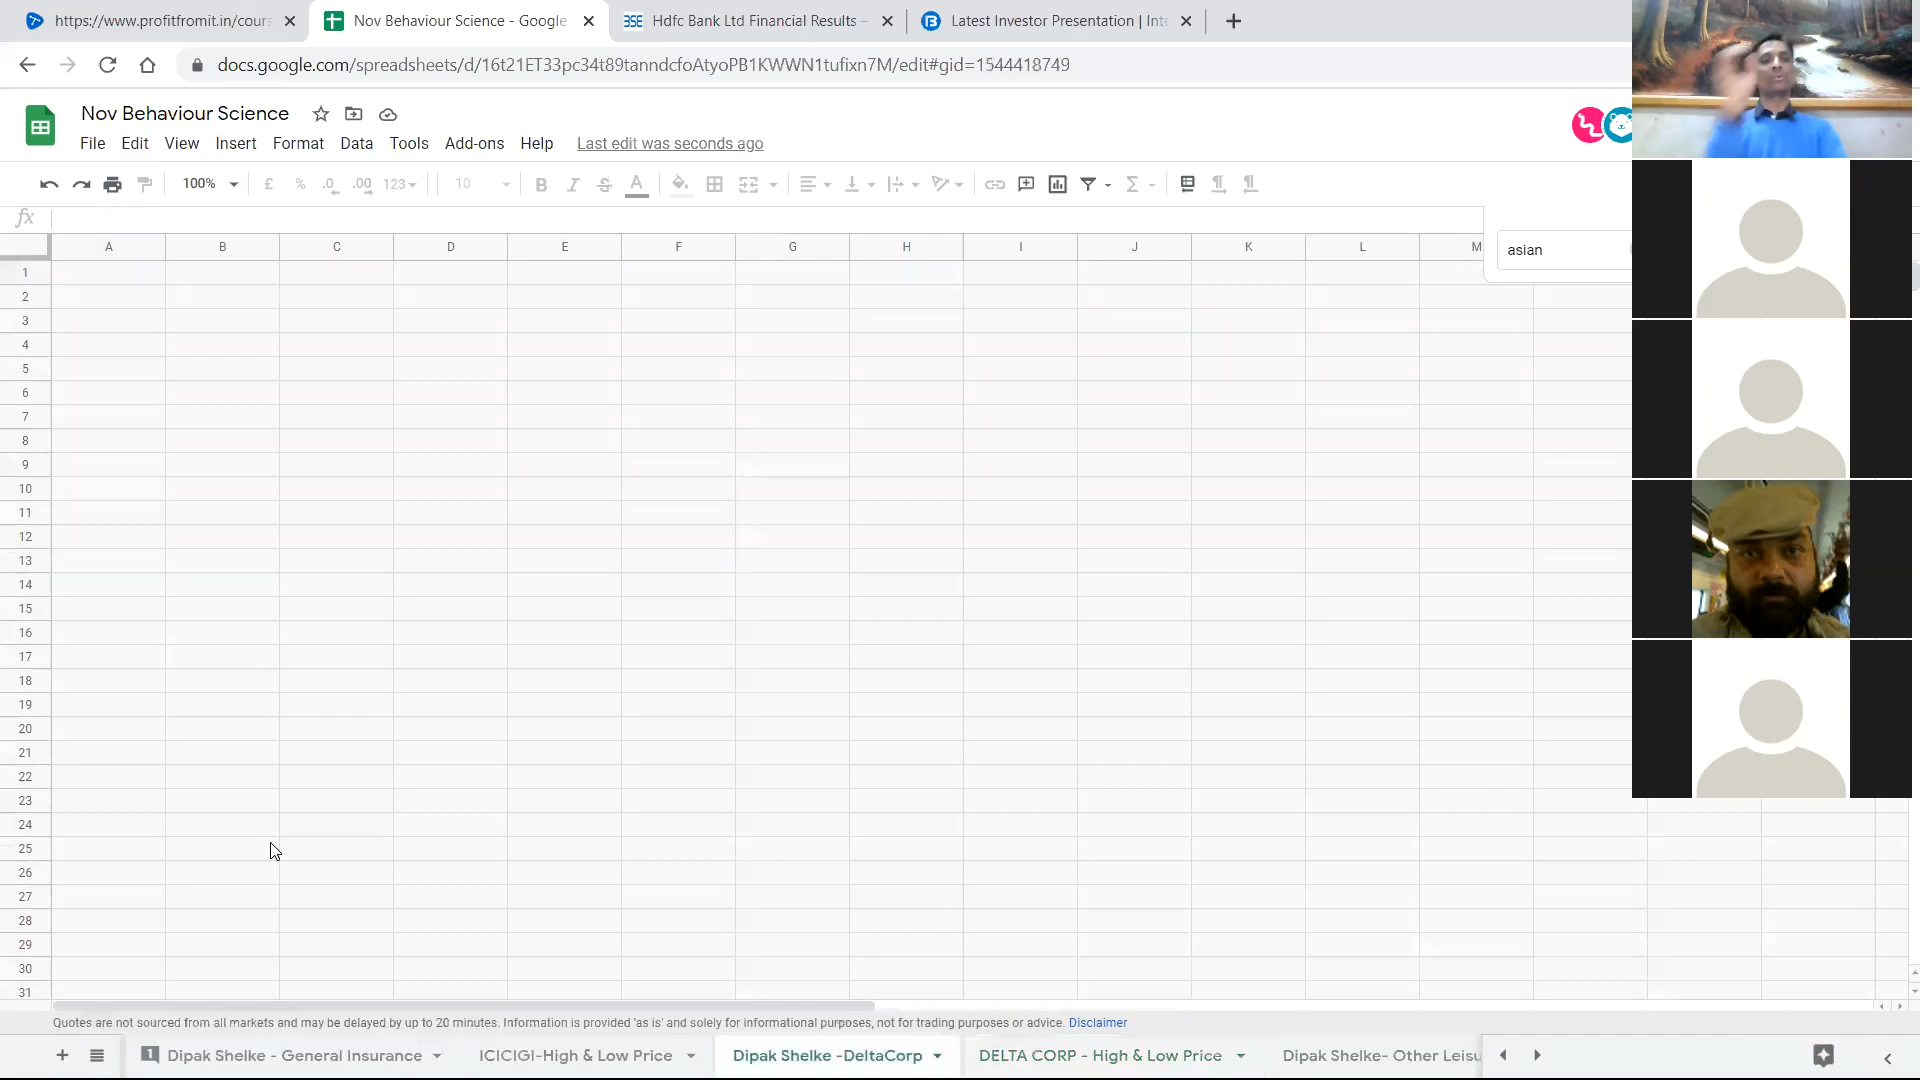 https://www.profitfromit.in/cours
Nov Behaviour Science - Google
BSE Hdfc Bank Ltd Financial Results –
Latest Investor Presentation | Inte
docs.google.com/spreadsheets/d/16t21ET33pc34t89tanndcfoAtyoPB1KWWN1tufixn7M/edit#gid=1544418749
Nov Behaviour Science
File Edit View Insert Format Data Tools Add-ons Help Last edit was seconds ago
100% £ % .0 .00 123 10 B I S A
fx
A B C D E F G H I J K L M
asian
1
2
3
4
5
6
7
8
9
10
11
12
13
14
15
16
17
18
19
20
21
22
23
24
25
26
27
28
29
30
31
Quotes are not sourced from all markets and may be delayed by up to 20 minutes. Information is provided 'as is' and solely for informational purposes, not for trading purposes or advice. Disclaimer
1 Dipak Shelke - General Insurance ICICIGI-High & Low Price Dipak Shelke -DeltaCorp DELTA CORP - High & Low Price Dipak Shelke- Other Leisu